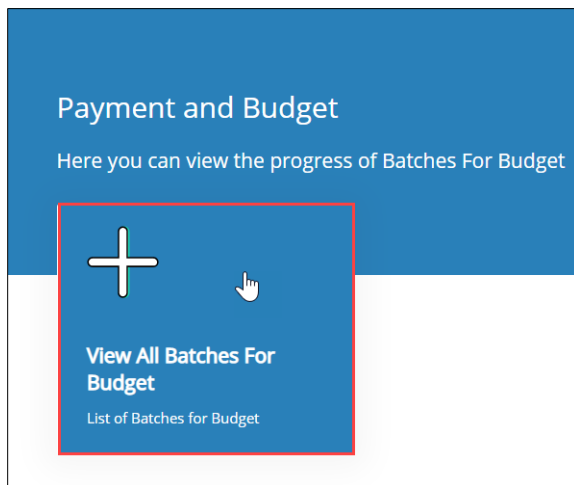 Payment and Budget
Here you can view the progress of Batches For Budget
View All Batches For
Budget
List of Batches for Budget